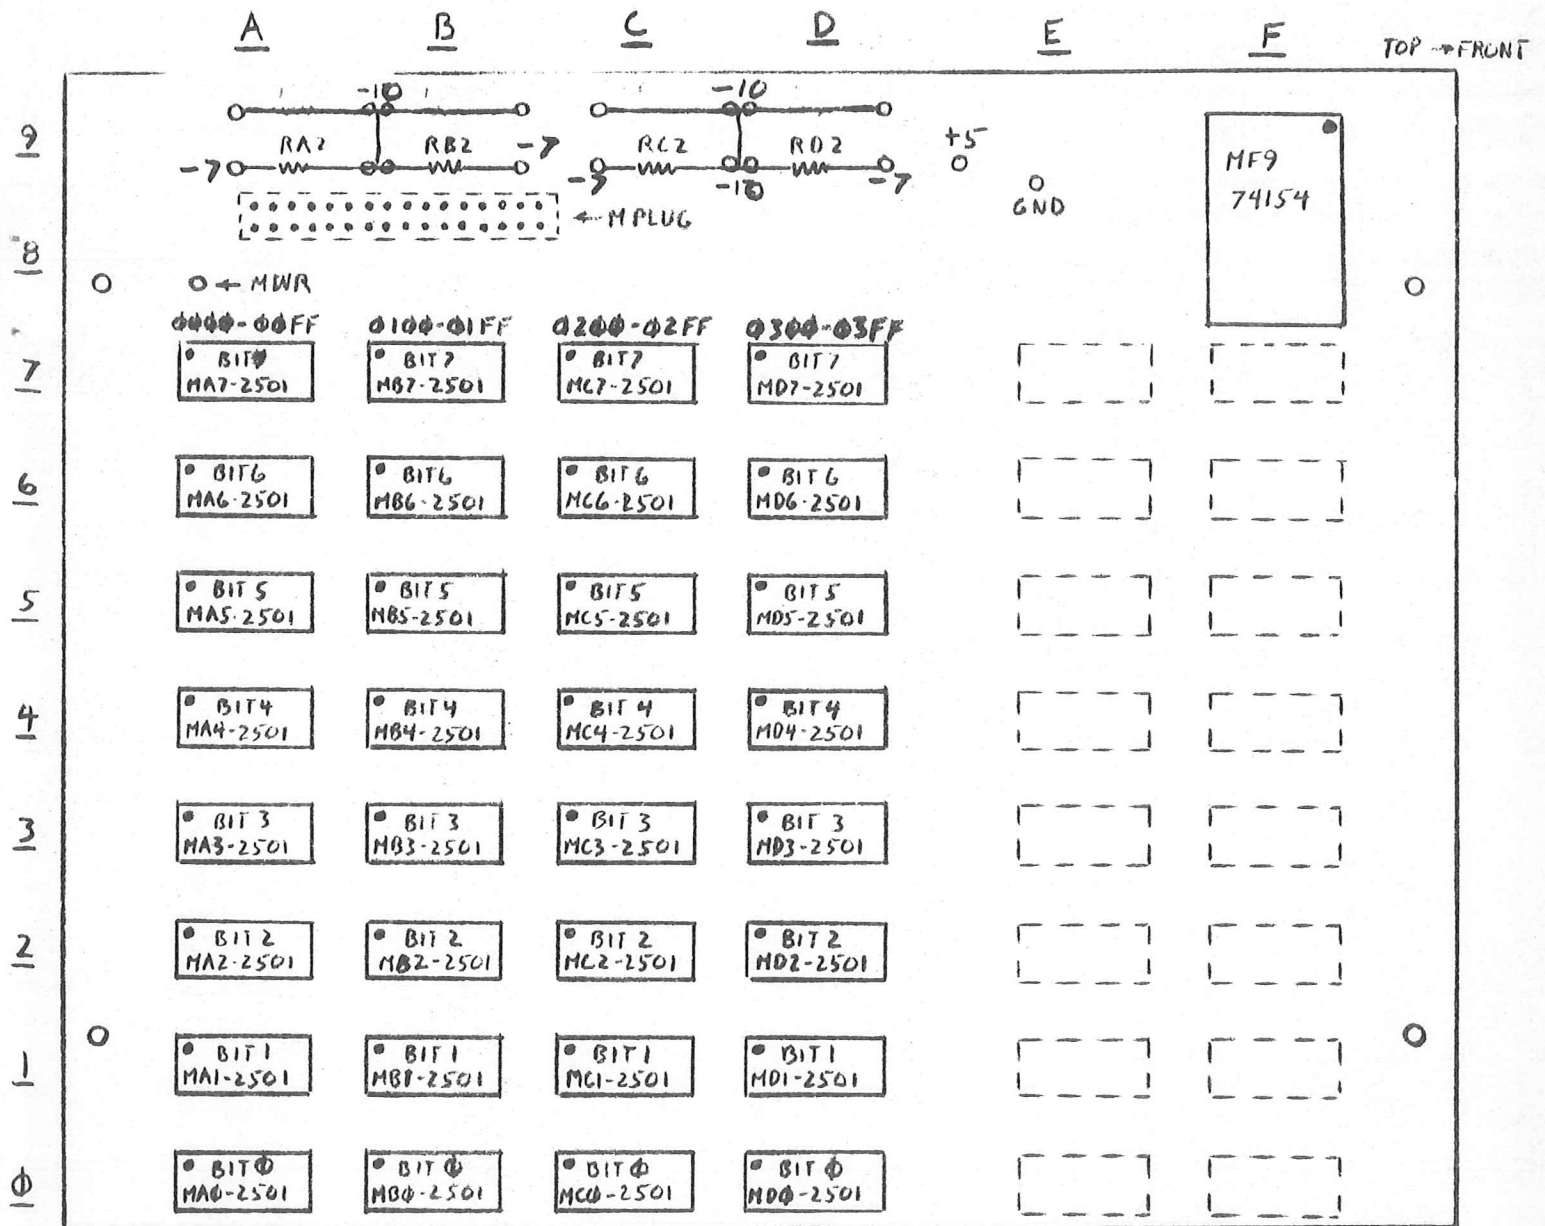 A B C D E F TOP → FRONT
-10 -10
9 RA2 RB2 -7 RC2 RD2 +5 MF9
-7 -7 -10 -7 GND 74154
← M PLUG
8
← MWR
0000-00FF 0100-01FF 0200-02FF 0300-03FF
7 BIT7 BIT7 BIT7
MA7-2501 MB7-2501 MC7-2501 MD7-2501
6 BIT6 BIT6 BIT6 BIT6
MA6-2501 MB6-2501 MC6-2501 MD6-2501
5 BIT5 BIT5 BIT5 BIT5
MA5-2501 MB5-2501 MC5-2501 MD5-2501
4 BIT4 BIT4 BIT4 BIT4
MA4-2501 MB4-2501 MC4-2501 MD4-2501
3 BIT3 BIT3 BIT3 BIT3
MA3-2501 MB3-2501 MC3-2501 MD3-2501
2 BIT2 BIT2 BIT2 BIT2
MA2-2501 MB2-2501 MC2-2501 MD2-2501
1 BIT1 BIT1 BIT1 BIT1
MA1-2501 MB1-2501 MC1-2501 MD1-2501
0 BIT0 BIT0 BIT0 BIT0
MA0-2501 MB0-2501 MC0-2501 MD0-2501